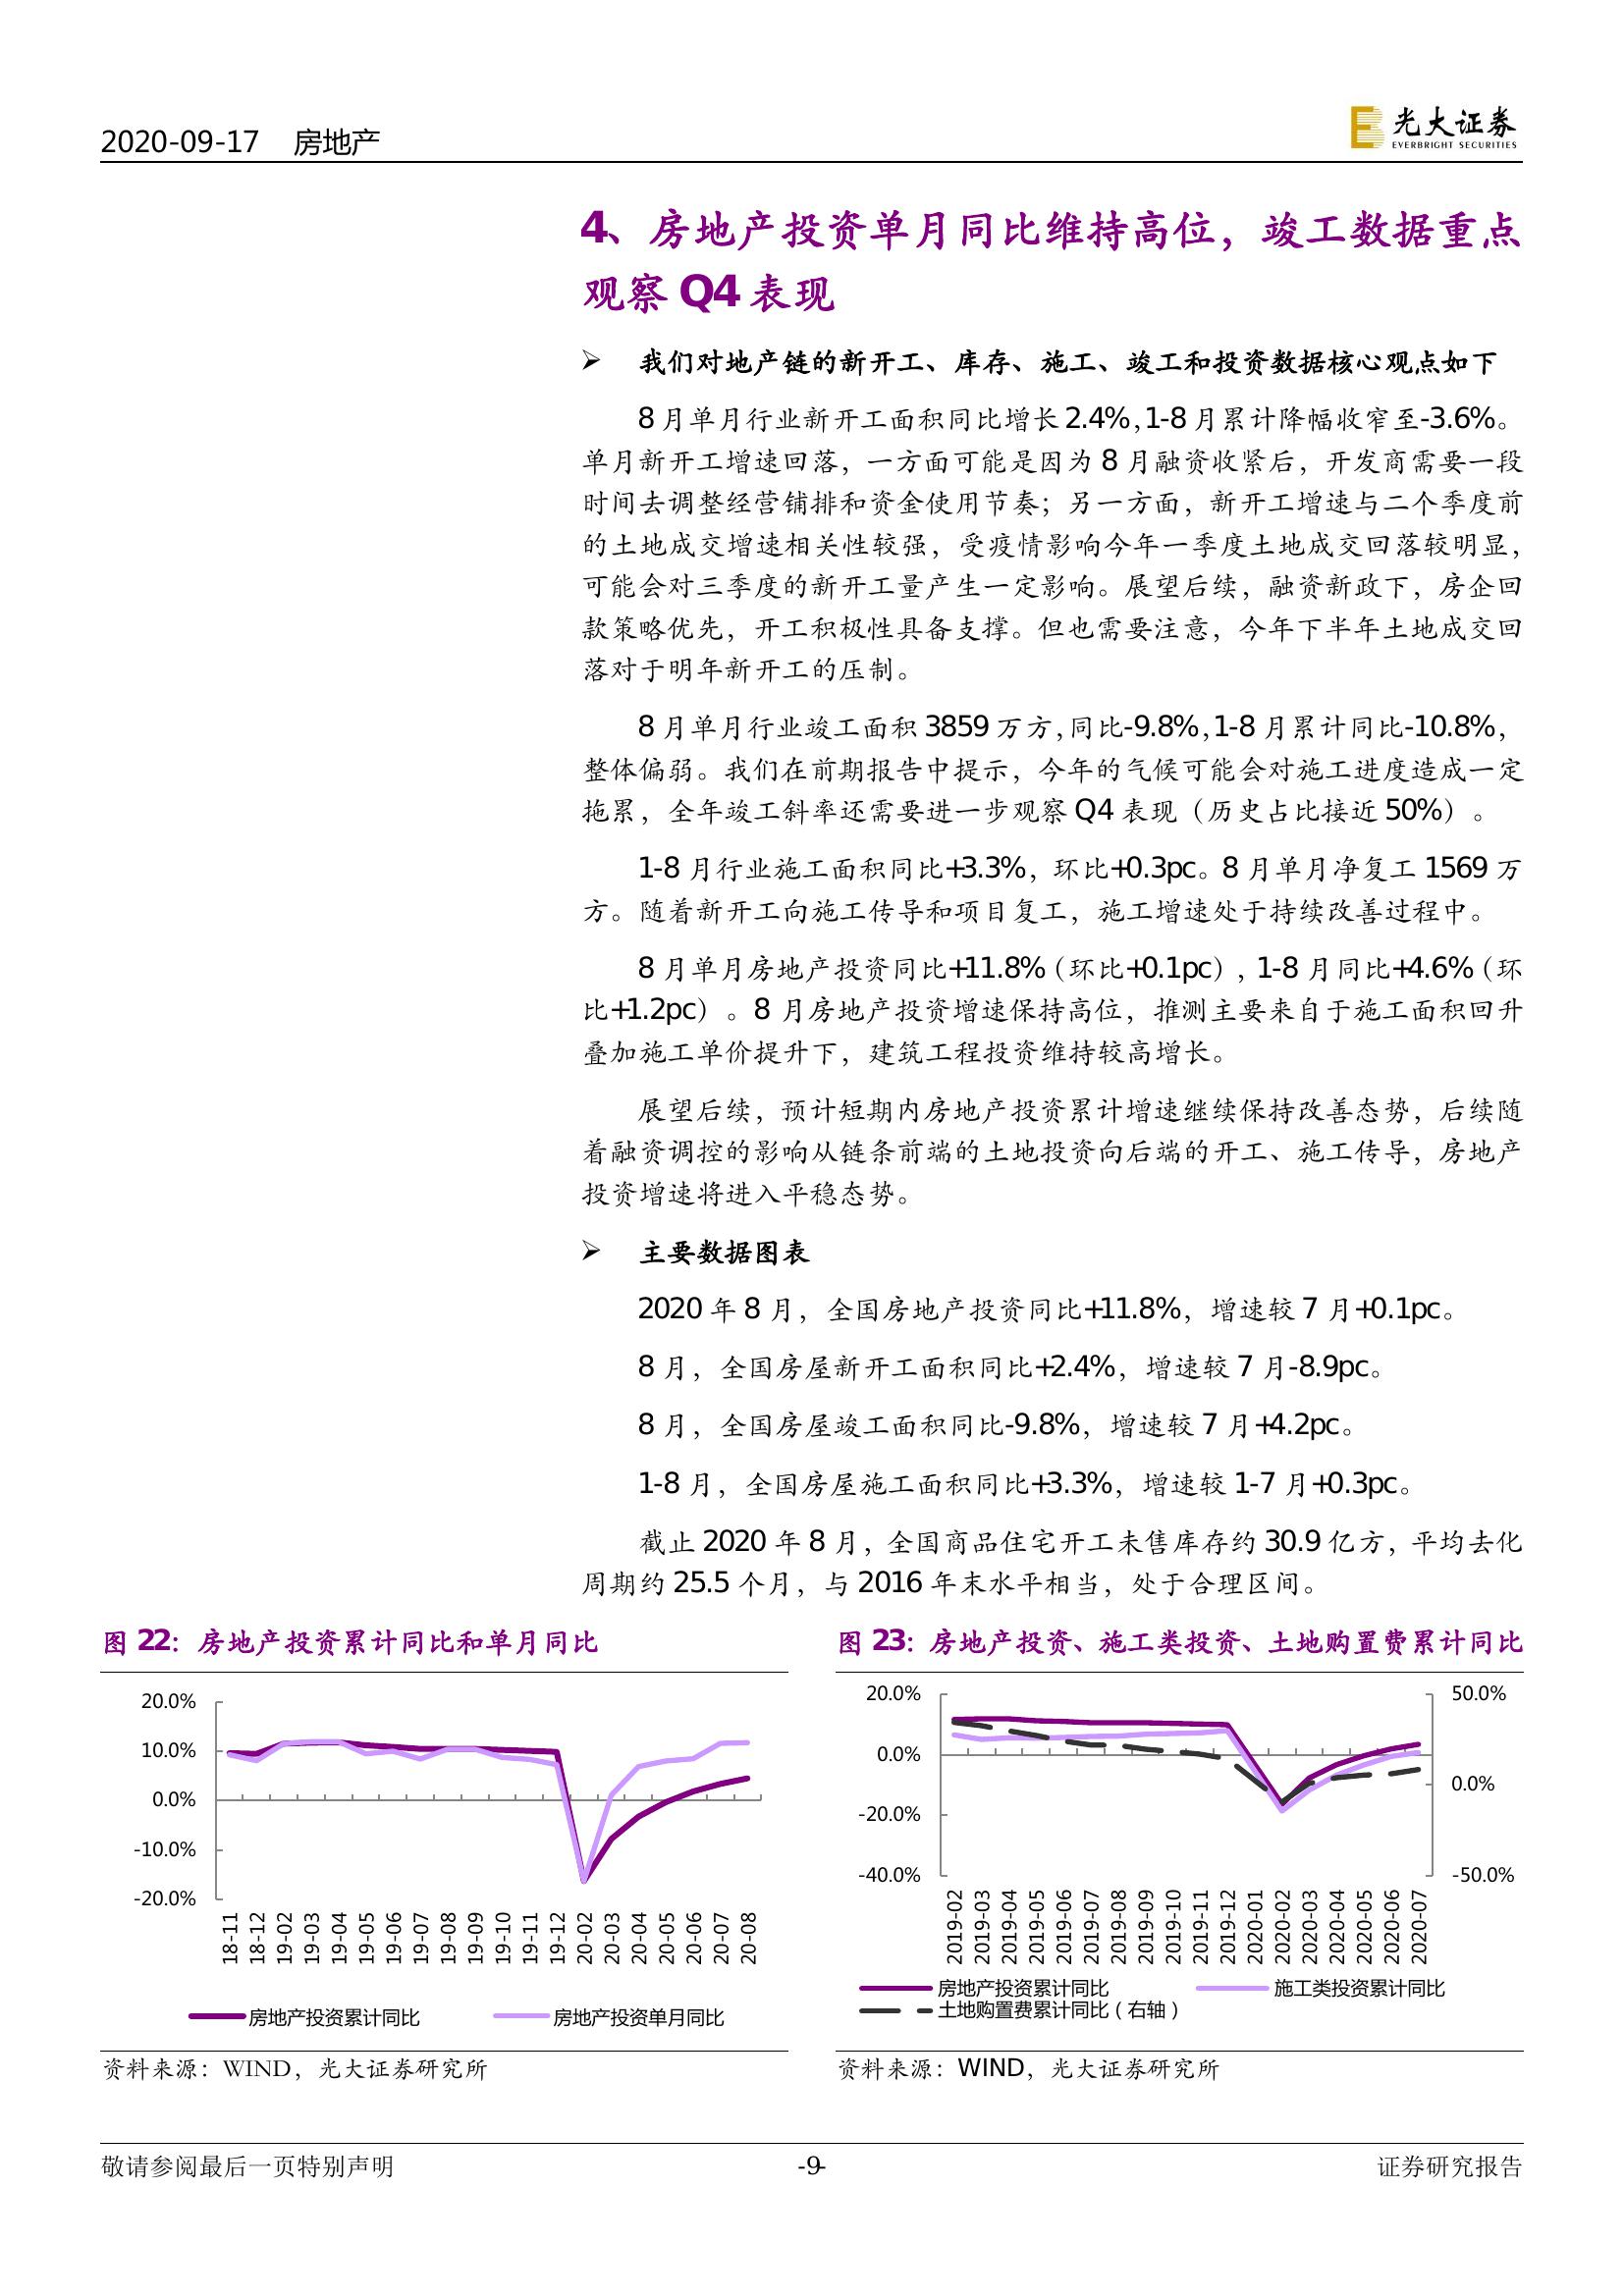 2020-09-17 房地产
光大证券
EVERBRIGHT SECURITIES
4、房地产投资单月同比维持高位，竣工数据重点
观察 Q4 表现
➢ 我们对地产链的新开工、库存、施工、竣工和投资数据核心观点如下
8 月单月行业新开工面积同比增长 2.4%，1-8 月累计降幅收窄至-3.6%。
单月新开工增速回落，一方面可能是因为 8 月融资收紧后，开发商需要一段
时间去调整经营铺排和资金使用节奏；另一方面，新开工增速与二个季度前
的土地成交增速相关性较强，受疫情影响今年一季度土地成交回落较明显，
可能会对三季度的新开工量产生一定影响。展望后续，融资新政下，房企回
款策略优先，开工积极性具备支撑。但也需要注意，今年下半年土地成交回
落对于明年新开工的压制。
8 月单月行业竣工面积 3859 万方，同比-9.8%，1-8 月累计同比-10.8%，
整体偏弱。我们在前期报告中提示，今年的气候可能会对施工进度造成一定
拖累，全年竣工斜率还需要进一步观察 Q4 表现（历史占比接近 50%）。
1-8 月行业施工面积同比+3.3%，环比+0.3pc。8 月单月净复工 1569 万
方。随着新开工向施工传导和项目复工，施工增速处于持续改善过程中。
8 月单月房地产投资同比+11.8%（环比+0.1pc），1-8 月同比+4.6%（环
比+1.2pc）。8 月房地产投资增速保持高位，推测主要来自于施工面积回升
叠加施工单价提升下，建筑工程投资维持较高增长。
展望后续，预计短期内房地产投资累计增速继续保持改善态势，后续随
着融资调控的影响从链条前端的土地投资向后端的开工、施工传导，房地产
投资增速将进入平稳态势。
➢ 主要数据图表
2020 年 8 月，全国房地产投资同比+11.8%，增速较 7 月+0.1pc。
8 月，全国房屋新开工面积同比+2.4%，增速较 7 月-8.9pc。
8 月，全国房屋竣工面积同比-9.8%，增速较 7 月+4.2pc。
1-8 月，全国房屋施工面积同比+3.3%，增速较 1-7 月+0.3pc。
截止 2020 年 8 月，全国商品住宅开工未售库存约 30.9 亿方，平均去化
周期约 25.5 个月，与 2016 年末水平相当，处于合理区间。
图 22：房地产投资累计同比和单月同比
20.0%
10.0%
0.0%
-10.0%
-20.0%
18-11 18-12 19-02 19-03 19-04 19-05 19-06 19-07 19-08 19-09 19-10 19-11 19-12 20-02 20-03 20-04 20-05 20-06 20-07 20-08
房地产投资累计同比 房地产投资单月同比
资料来源：WIND，光大证券研究所
图 23：房地产投资、施工类投资、土地购置费累计同比
20.0%
0.0%
-20.0%
-40.0%
50.0%
0.0%
-50.0%
2019-02 2019-03 2019-04 2019-05 2019-06 2019-07 2019-08 2019-09 2019-10 2019-11 2019-12 2020-01 2020-02 2020-03 2020-04 2020-05 2020-06 2020-07
房地产投资累计同比 施工类投资累计同比
土地购置费累计同比（右轴）
资料来源：WIND，光大证券研究所
敬请参阅最后一页特别声明 -9- 证券研究报告